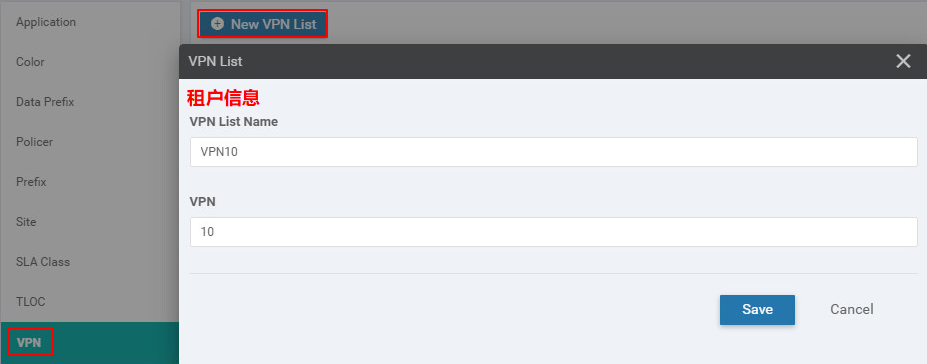 Application
Color
Data Prefix
Policer
Prefix
Site
SLA Class
TLOC
VPN
New VPN List
VPN List
租户信息
VPN List Name
VPN10
VPN
10
Save
Cancel